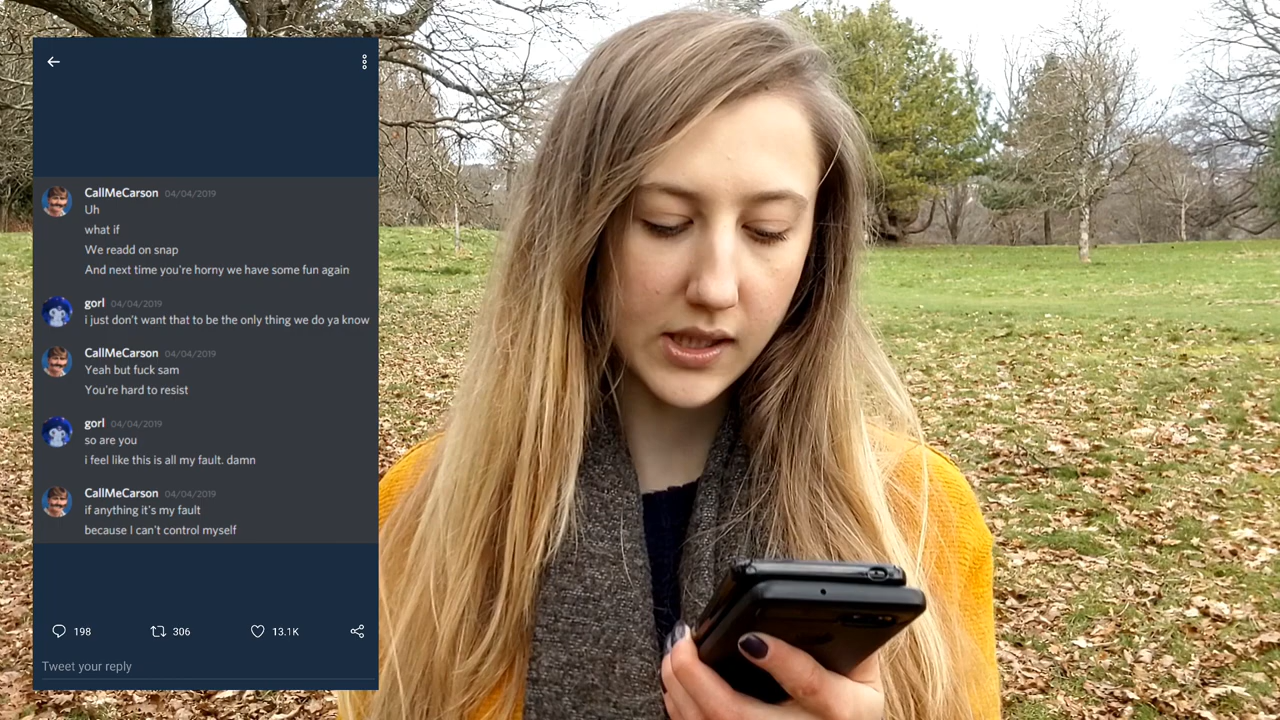 CallMeCarson 04/04/2019
Uh
what if
We readd on snap
And next time you're horny we have some fun again
gorl 04/04/2019
i just don't want that to be the only thing we do ya know
CallMeCarson 04/04/2019
Yeah but fuck sam
You're hard to resist
gorl 04/04/2019
so are you
i feel like this is all my fault. damn
CallMeCarson 04/04/2019
if anything it's my fault
because I can't control myself
198 306 13.1K
Tweet your reply